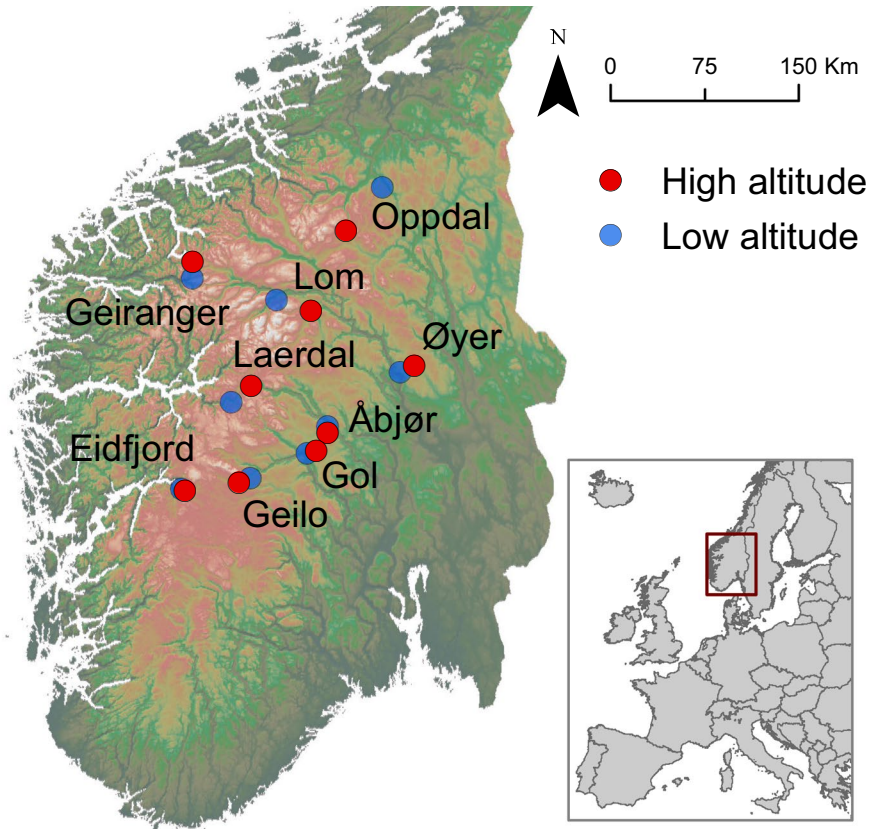 N
0 75 150 Km
High altitude
Low altitude
Oppdal
Lom
Geiranger
Øyer
Laerdal
Åbjør
Eidfjord
Gol
Geilo